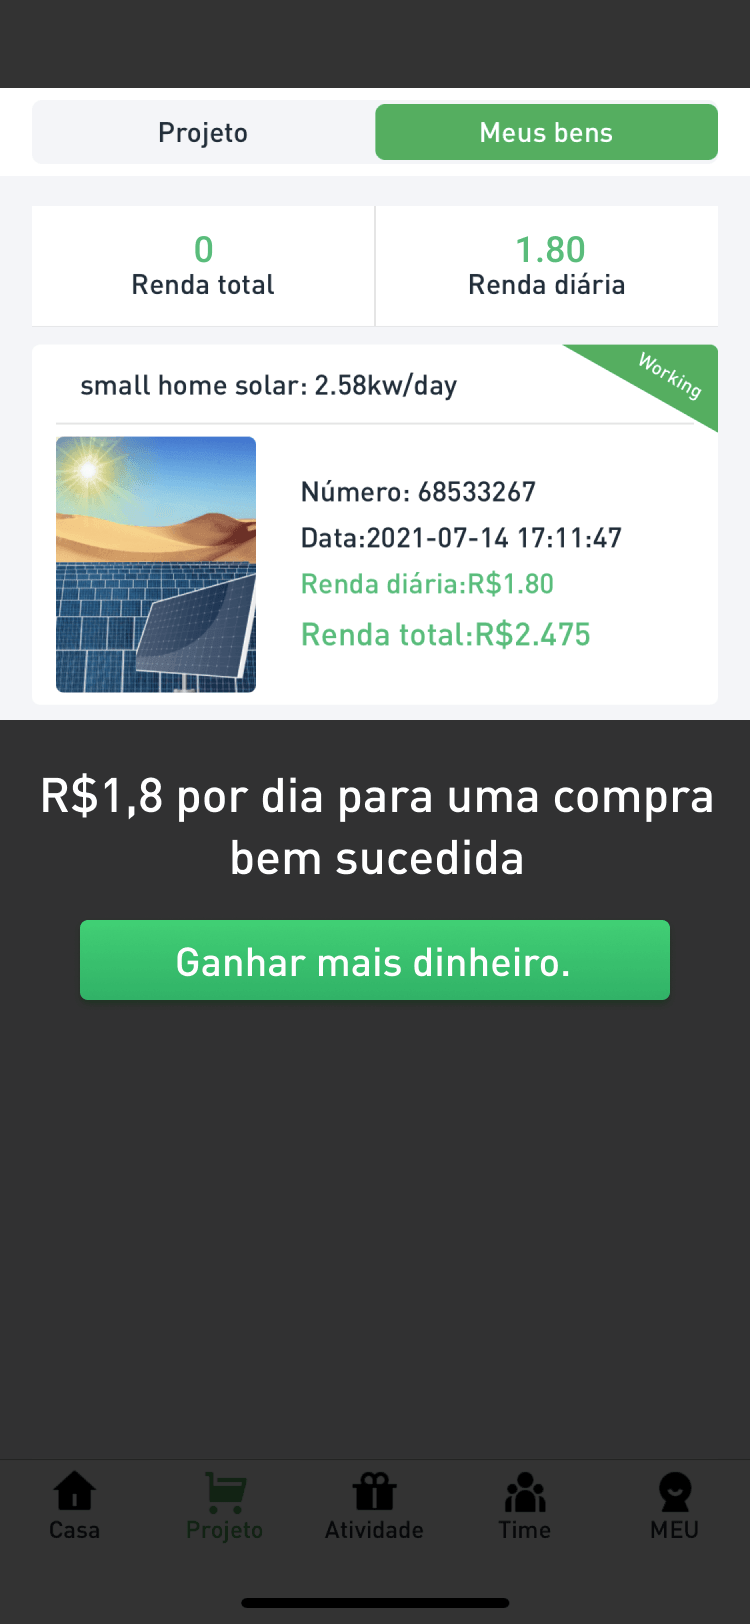 Projeto
Meus bens
0
Renda total
1.80
Renda diária
small home solar: 2.58kw/day
Working
Número: 68533267
Data:2021-07-14 17:11:47
Renda diária:R$1.80
Renda total:R$2.475
R$1,8 por dia para uma compra
bem sucedida
Ganhar mais dinheiro.
Casa
Projeto
Atividade
Time
MEU